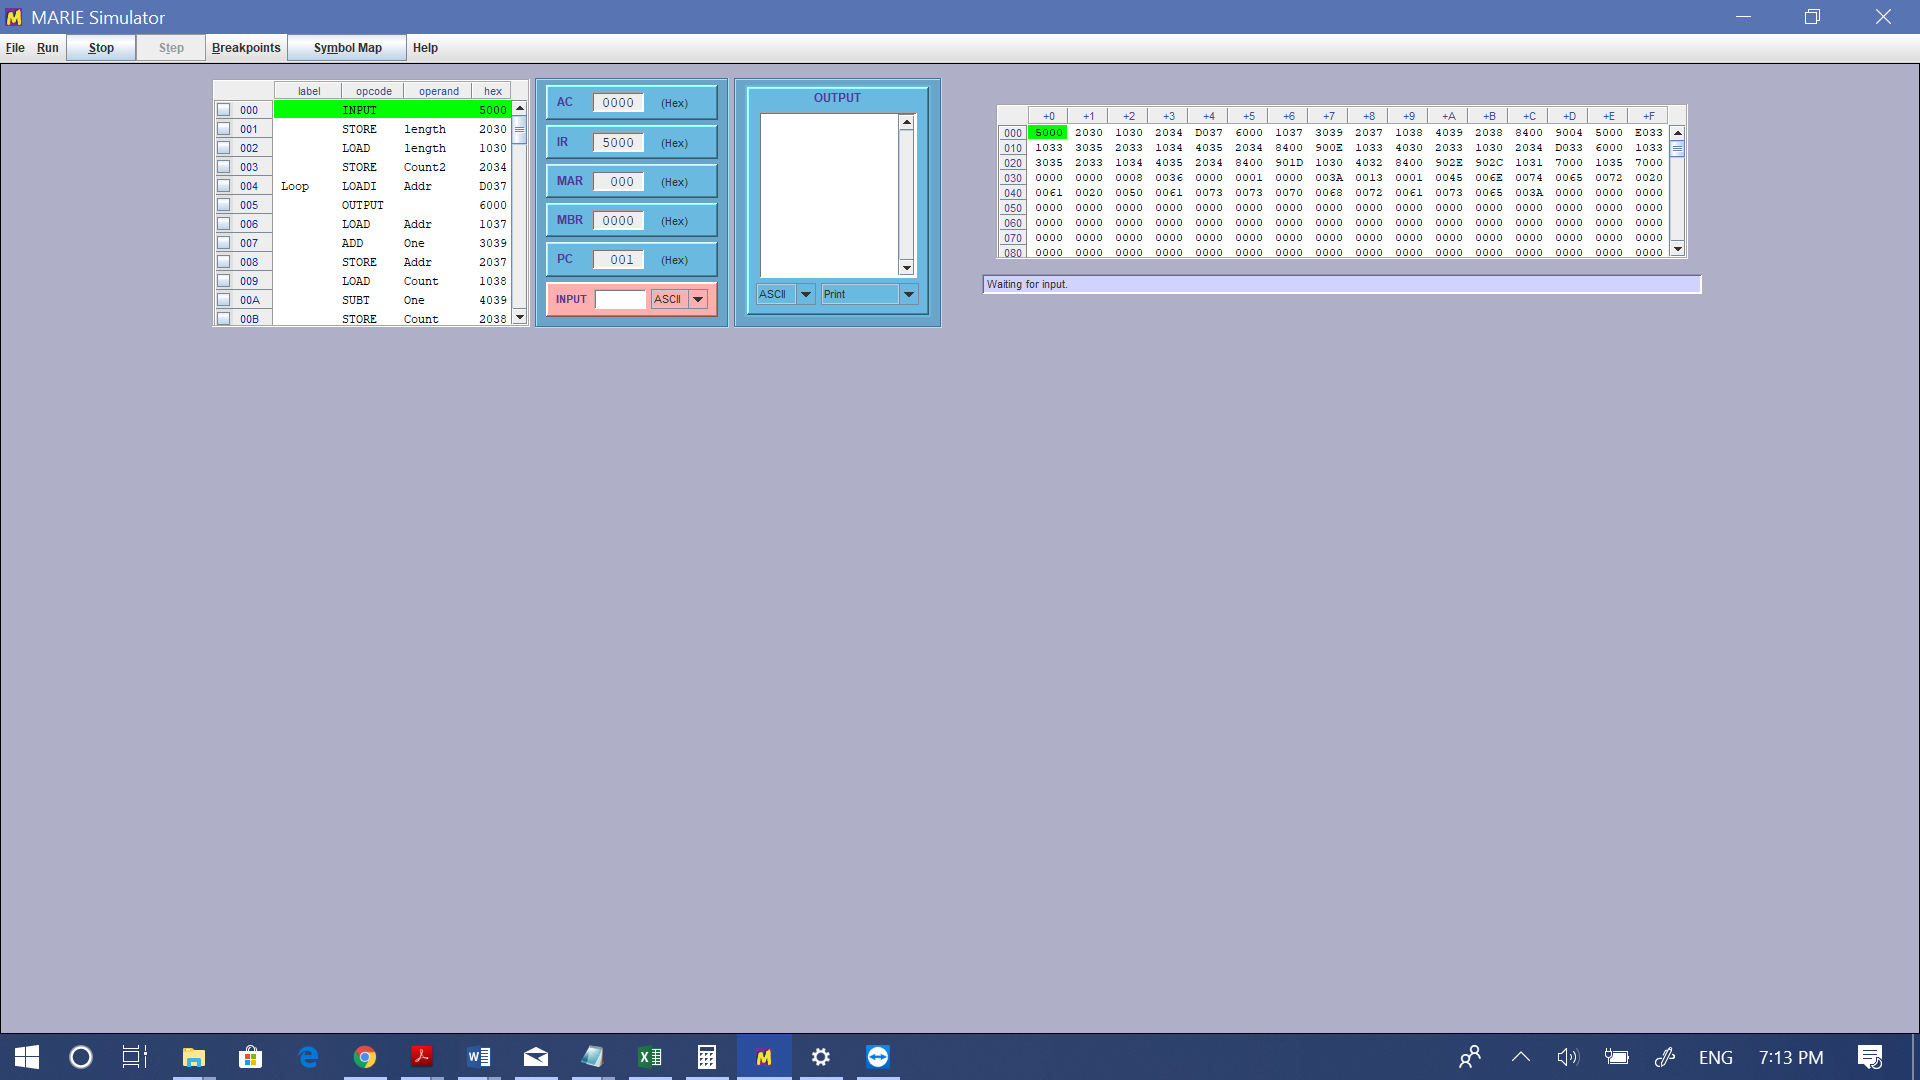 MARIE Simulator
File Run Stop Step Breakpoints Symbol Map Help
label opcode operand hex
000 INPUT 5000
001 STORE length 2030
002 LOAD length 1030
003 STORE Count2 2034
004 Loop LOADI Addr D037
005 OUTPUT 6000
006 LOAD Addr 1037
007 ADD One 3039
008 STORE Addr 2037
009 LOAD Count 1038
00A SUBT One 4039
00B STORE Count 2038
AC 0000 (Hex)
IR 5000 (Hex)
MAR 000 (Hex)
MBR 0000 (Hex)
PC 001 (Hex)
INPUT ASCII
OUTPUT
ASCII Print
+0 +1 +2 +3 +4 +5 +6 +7 +8 +9 +A +B +C +D +E +F
000 5000 2030 1030 2034 D037 6000 1037 3039 2037 1038 4039 2038 8400 9004 5000 E033
010 1033 3035 2033 1034 4035 2034 8400 900E 1033 4030 2033 1030 2034 D033 6000 1033
020 3035 2033 1034 4035 2034 8400 901D 1030 4032 8400 902E 902C 1031 7000 1035 7000
030 0000 0000 0008 0036 0000 0001 0000 003A 0013 0001 0045 006E 0074 0065 0072 0020
040 0061 0020 0050 0061 0073 0073 0070 0068 0072 0061 0073 0065 003A 0000 0000 0000
050 0000 0000 0000 0000 0000 0000 0000 0000 0000 0000 0000 0000 0000 0000 0000 0000
060 0000 0000 0000 0000 0000 0000 0000 0000 0000 0000 0000 0000 0000 0000 0000 0000
070 0000 0000 0000 0000 0000 0000 0000 0000 0000 0000 0000 0000 0000 0000 0000 0000
080 0000 0000 0000 0000 0000 0000 0000 0000 0000 0000 0000 0000 0000 0000 0000 0000
Waiting for input.
ENG 7:13 PM